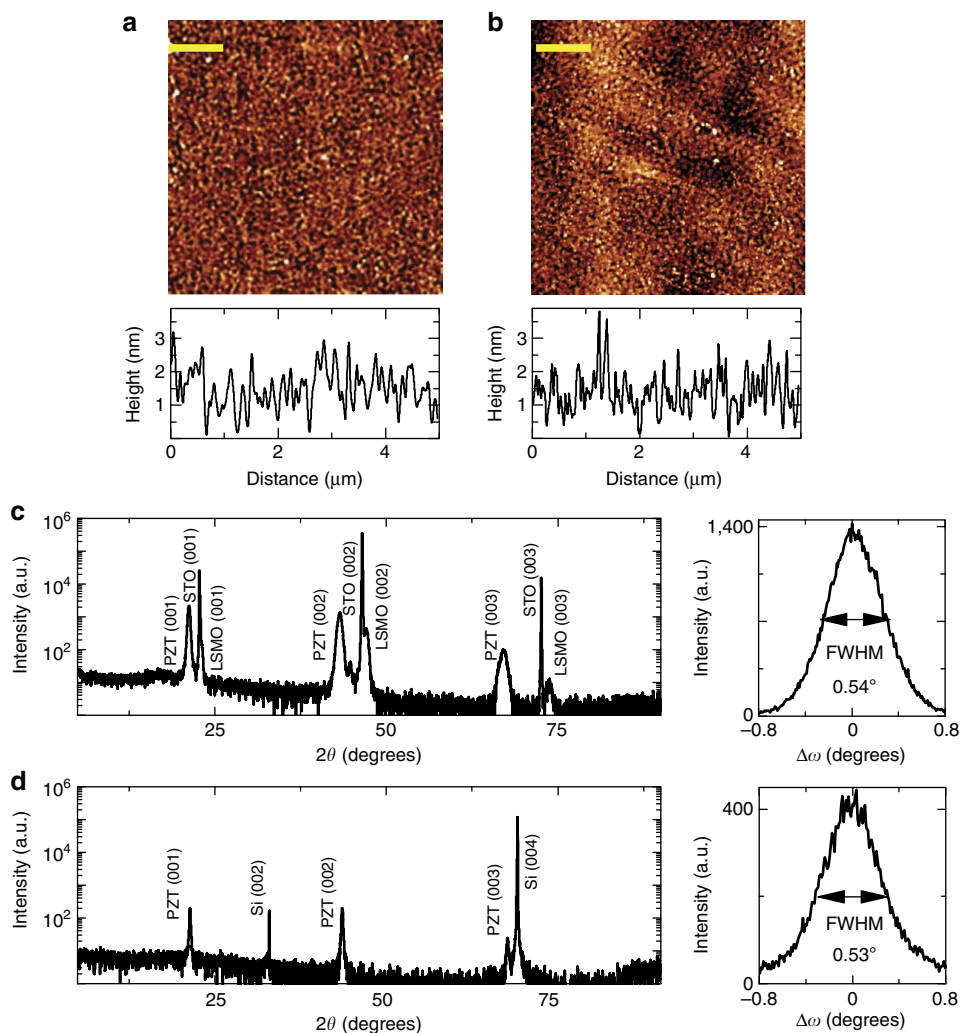 a
b
Height (nm)
3
2
1
0
2
4
Distance (μm)
Height (nm)
3
2
1
0
2
4
Distance (μm)
c
Intensity (a.u.)
10^6
10^4
10^2
PZT (001)
STO (001)
LSMO (001)
PZT (002)
STO (002)
LSMO (002)
PZT (003)
STO (003)
LSMO (003)
25
50
75
2θ (degrees)
Intensity (a.u.)
1,400
0
FWHM
0.54°
−0.8
0
0.8
Δω (degrees)
d
Intensity (a.u.)
10^6
10^4
10^2
PZT (001)
Si (002)
PZT (002)
PZT (003)
Si (004)
25
50
75
2θ (degrees)
Intensity (a.u.)
400
0
FWHM
0.53°
−0.8
0
0.8
Δω (degrees)